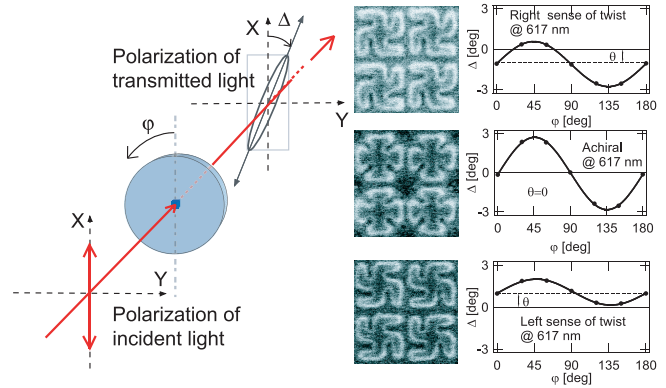 X
Δ
Polarization of
transmitted light
Y
φ
X
Y
Polarization of
incident light
3
Right sense of twist
@ 617 nm
0
θ
-3
Δ [deg]
0 45 90 135 180
φ [deg]
3
Achiral
@ 617nm
0
θ=0
-3
Δ [deg]
0 45 90 135 180
φ [deg]
3
0
θ
Left sense of twist
@ 617 nm
3
Δ [deg]
0 45 90 135 180
φ [deg]